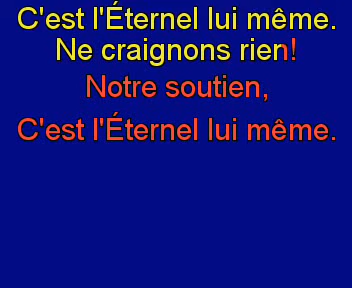 C'est l'Éternel lui même.
Ne craignons rien!
Notre soutien,
C'est l'Éternel lui même.